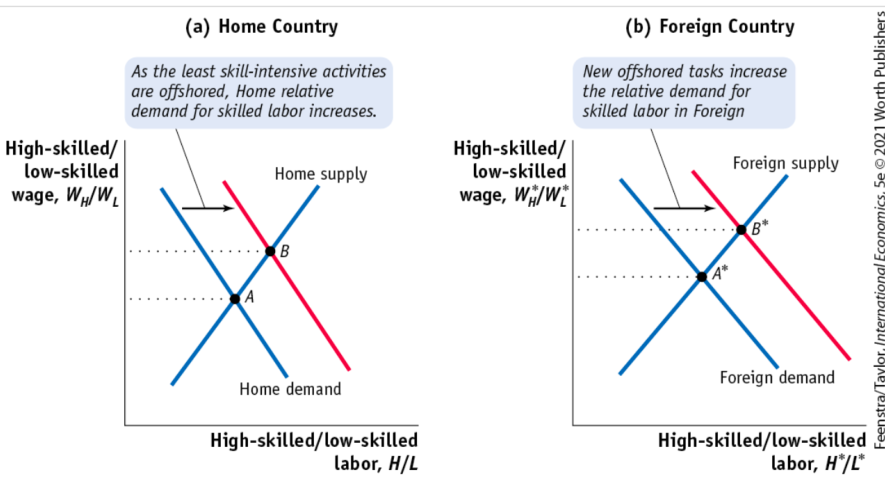 (a) Home Country
As the least skill-intensive activities
are offshored, Home relative
demand for skilled labor increases.
High-skilled/
low-skilled
wage, W_H/W_L
Home supply
B
A
Home demand
High-skilled/low-skilled
labor, H/L
(b) Foreign Country
New offshored tasks increase
the relative demand for
skilled labor in Foreign
High-skilled/
low-skilled
wage, W*_H/W*_L
Foreign supply
B*
A*
Foreign demand
High-skilled/low-skilled
labor, H*/L*
Feenstra/Taylor, International Economics, 5e © 2021 Worth Publishers